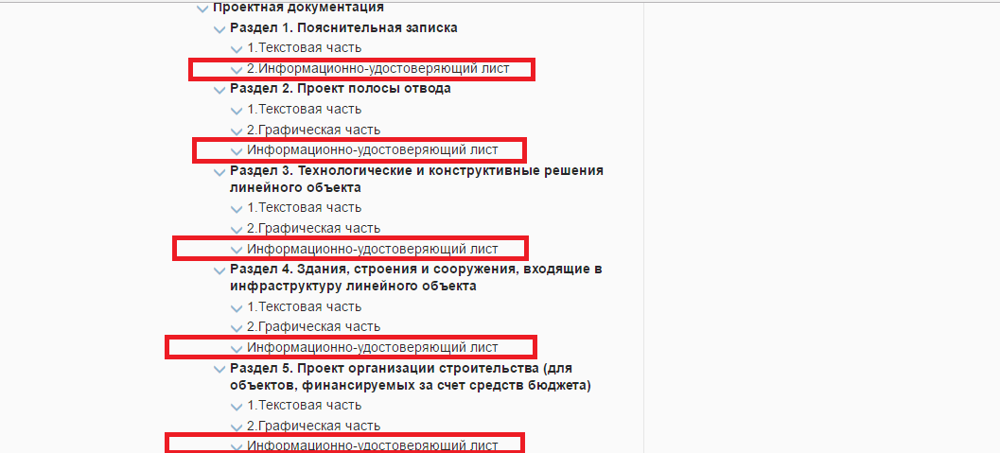 Проектная документация
Раздел 1. Пояснительная записка
1.Текстовая часть
2.Информационно-удостоверяющий лист
Раздел 2. Проект полосы отвода
1.Текстовая часть
2.Графическая часть
Информационно-удостоверяющий лист
Раздел 3. Технологические и конструктивные решения
линейного объекта
1.Текстовая часть
2.Графическая часть
Информационно-удостоверяющий лист
Раздел 4. Здания, строения и сооружения, входящие в
инфраструктуру линейного объекта
1.Текстовая часть
2.Графическая часть
Информационно-удостоверяющий лист
Раздел 5. Проект организации строительства (для
объектов, финансируемых за счет средств бюджета)
1.Текстовая часть
2.Графическая часть
Информационно-удостоверяющий лист